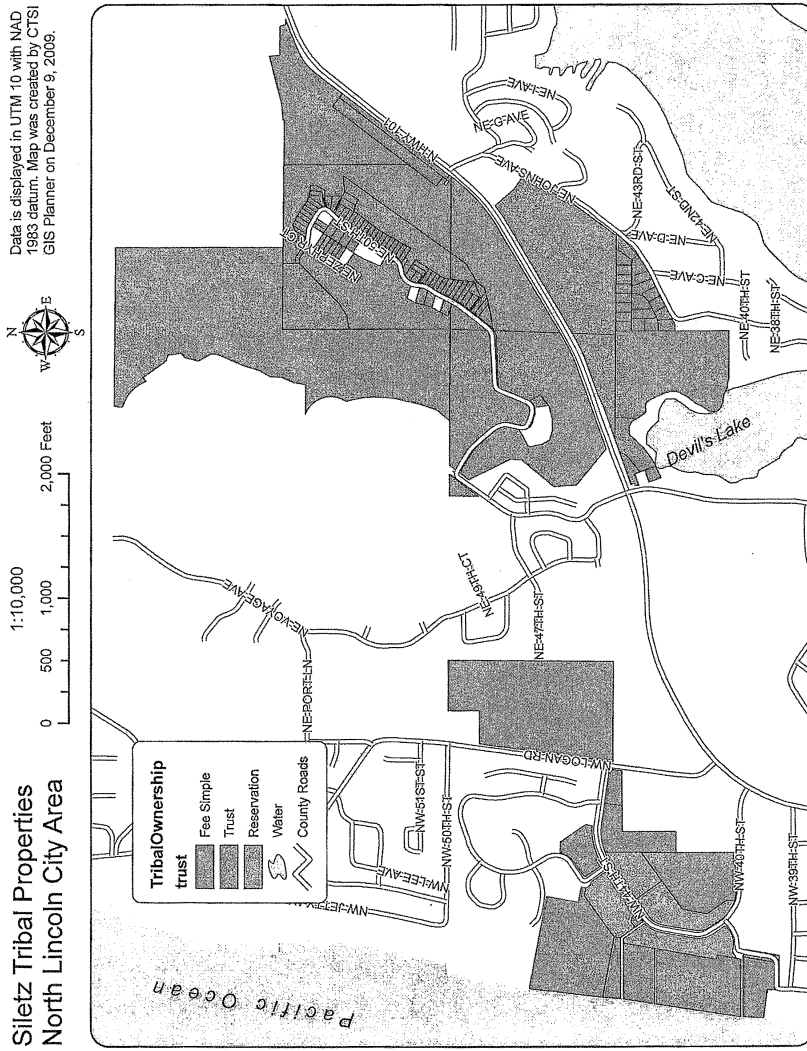 Siletz Tribal Properties
North Lincoln City Area
1:10,000
0 500 1,000 2,000 Feet
N
W E
S
Data is displayed in UTM 10 with NAD
1983 datum. Map was created by CTSI
GIS Planner on December 9, 2009.
TribalOwnership
trust
Fee Simple
Trust
Reservation
Water
County Roads
Pacific Ocean
NW-LEE-AVE
NW-51ST-ST
NW-50TH-ST
NW-LOGAN-RD
NW-40TH-ST
NW-39TH-ST
NE-PORT-LN
NE-VOYAGE-AVE
NE-49TH-CT
NE-47TH-ST
NE-ZEPHYR-CT
NE-50TH-ST
N-HWY-101
NE-JOHNS-AVE
NE-G-AVE
NE-I-AVE
NE-43RD-ST
NE-42ND-ST
NE-D-AVE
NE-C-AVE
NE-40TH-ST
NE-38TH-ST
Devil's Lake